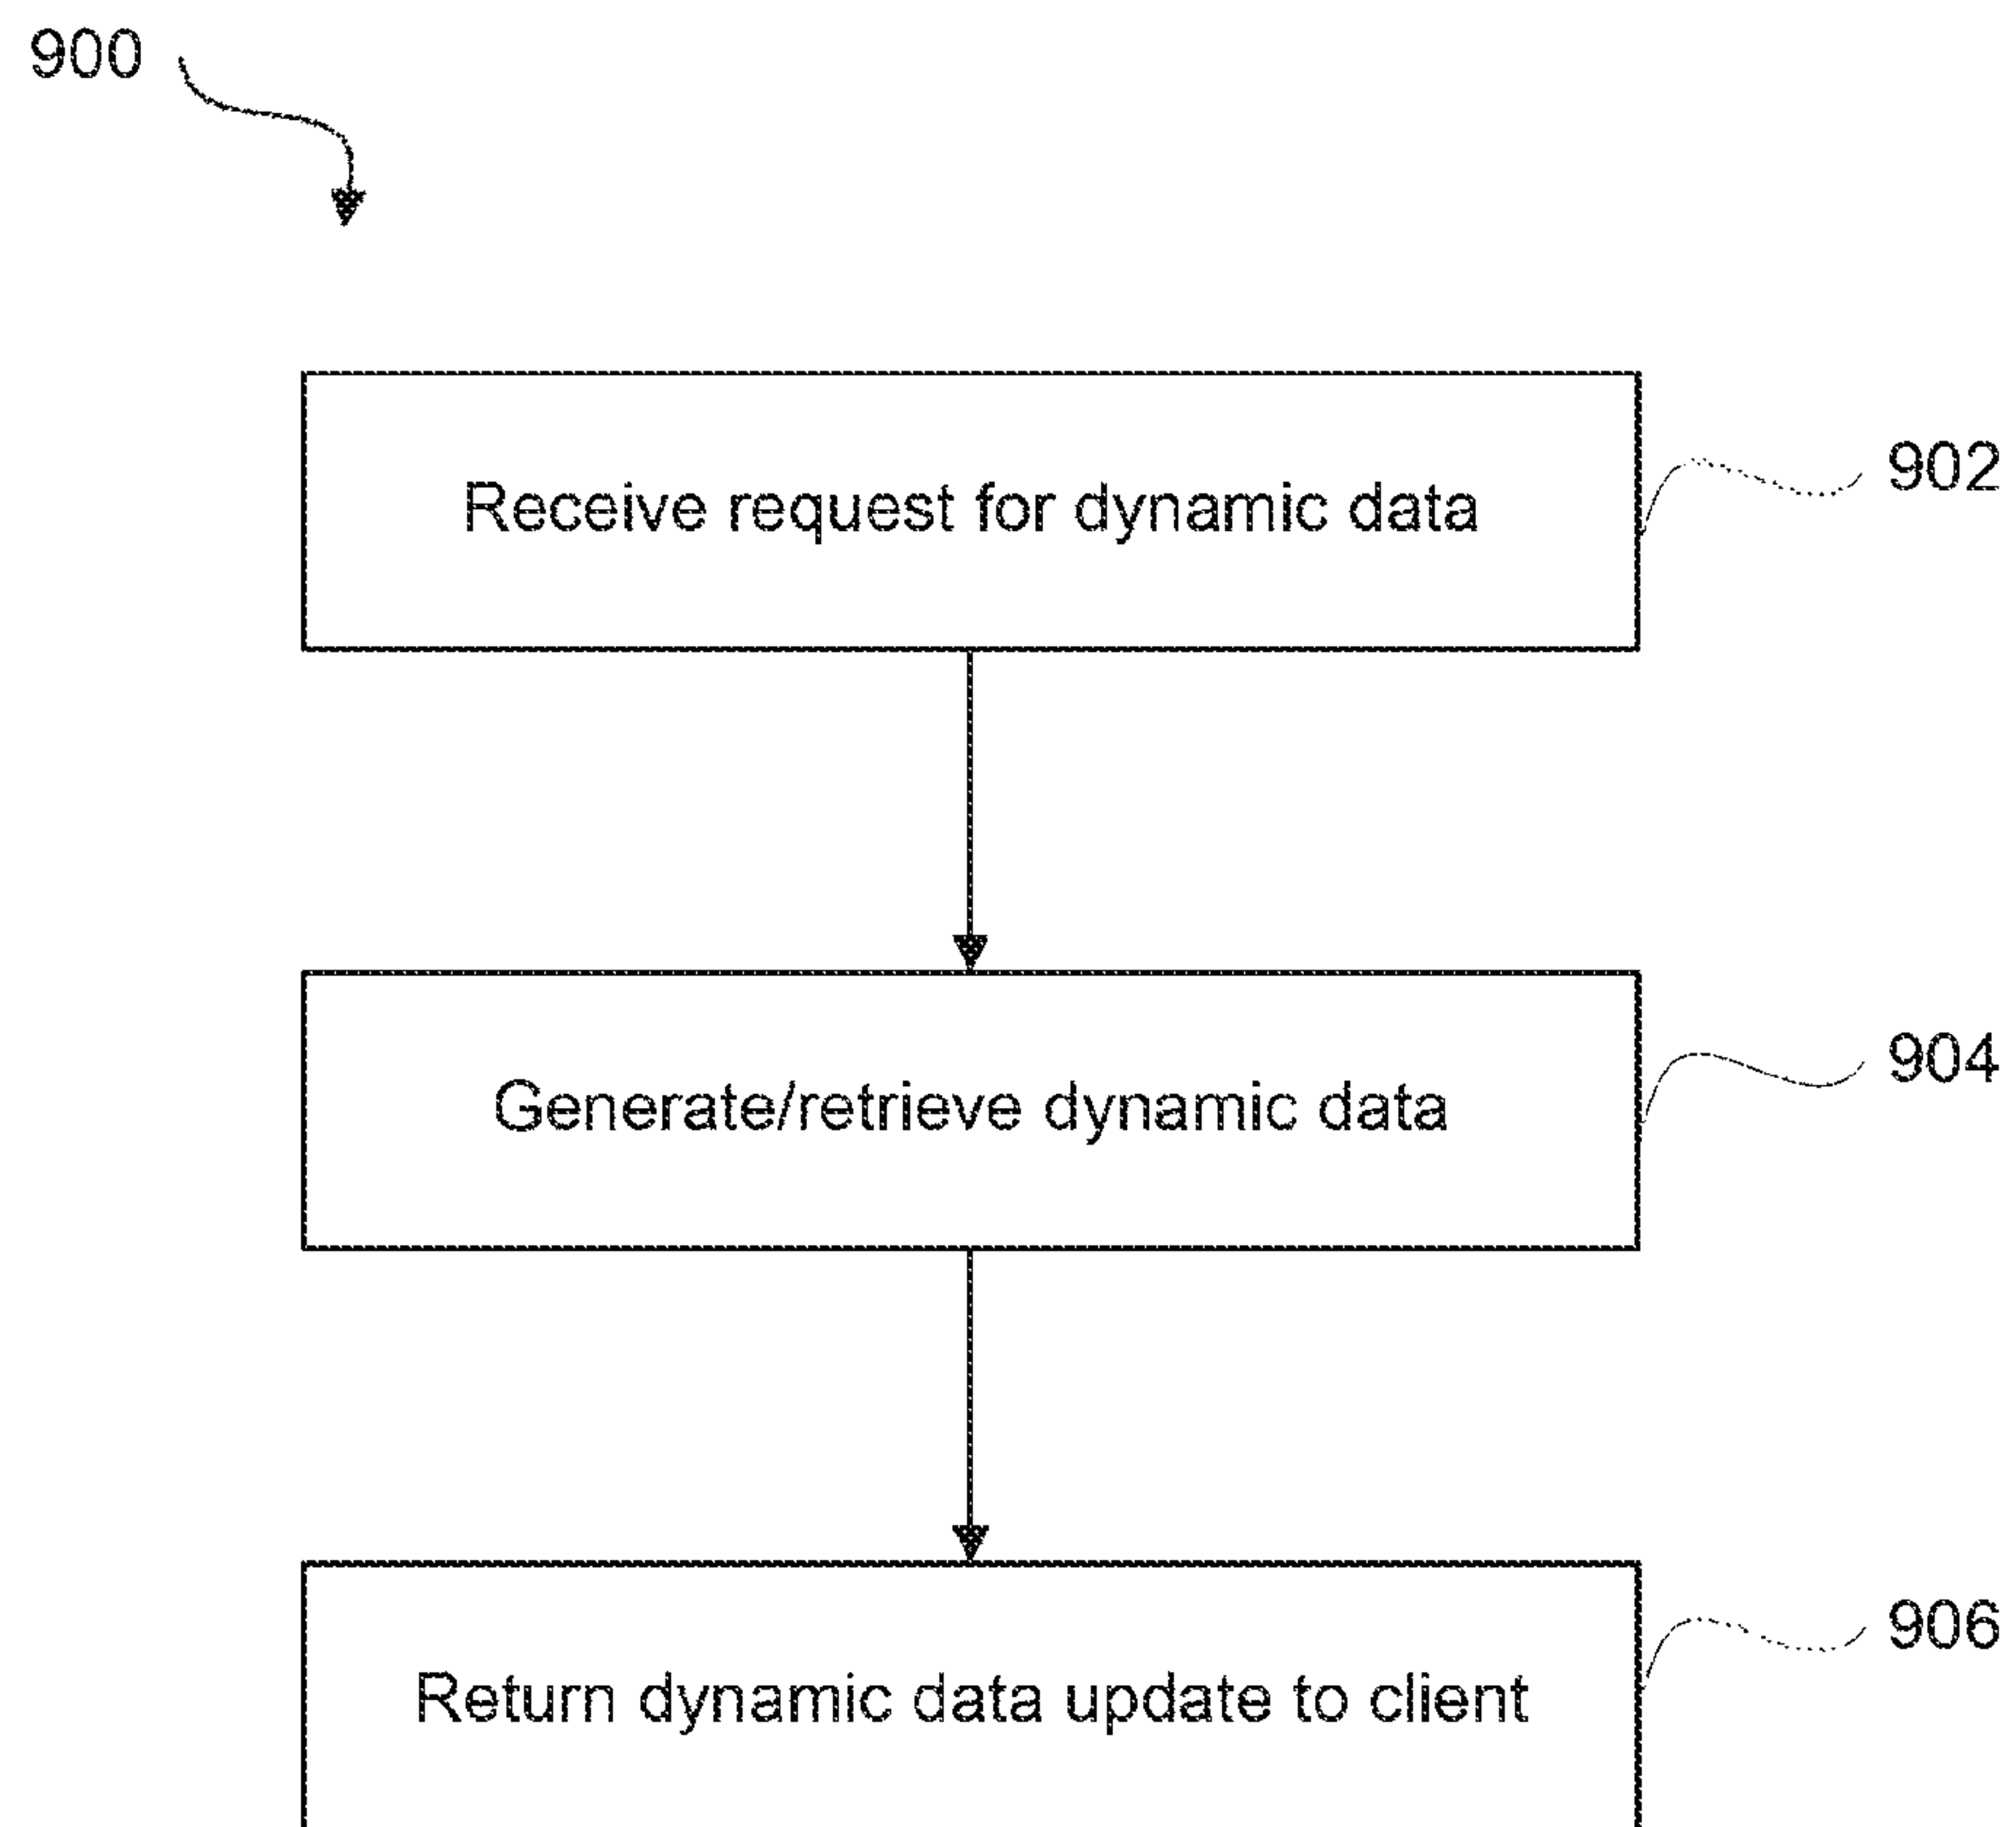 900
Receive request for dynamic data
902
Generate/retrieve dynamic data
904
Return dynamic data update to client
906